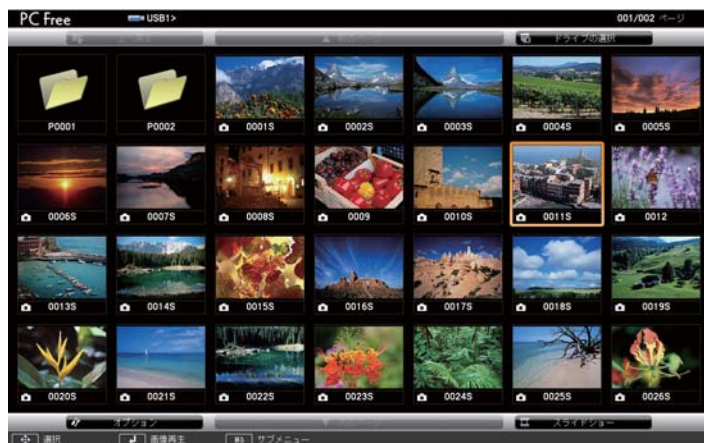 PC Free USB1> 001/002 ページ
ドライブの選択
P0001 P0002 0001S 0002S 0003S 0004S 0005S
0006S 0007S 0008S 0009 0010S 0011S 0012
0013S 0014S 0015S 0016S 0017S 0018S 0019S
0020S 0021S 0022S 0023S 0024S 0025S 0026S
オプション スライドショー
選択 画像再生 サブメニュー